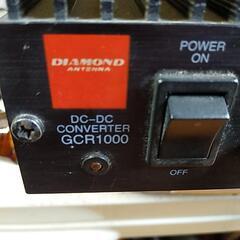 DIAMOND
ANTENNA
POWER
ON
DC-DC
CONVERTER
GCR1000
OFF